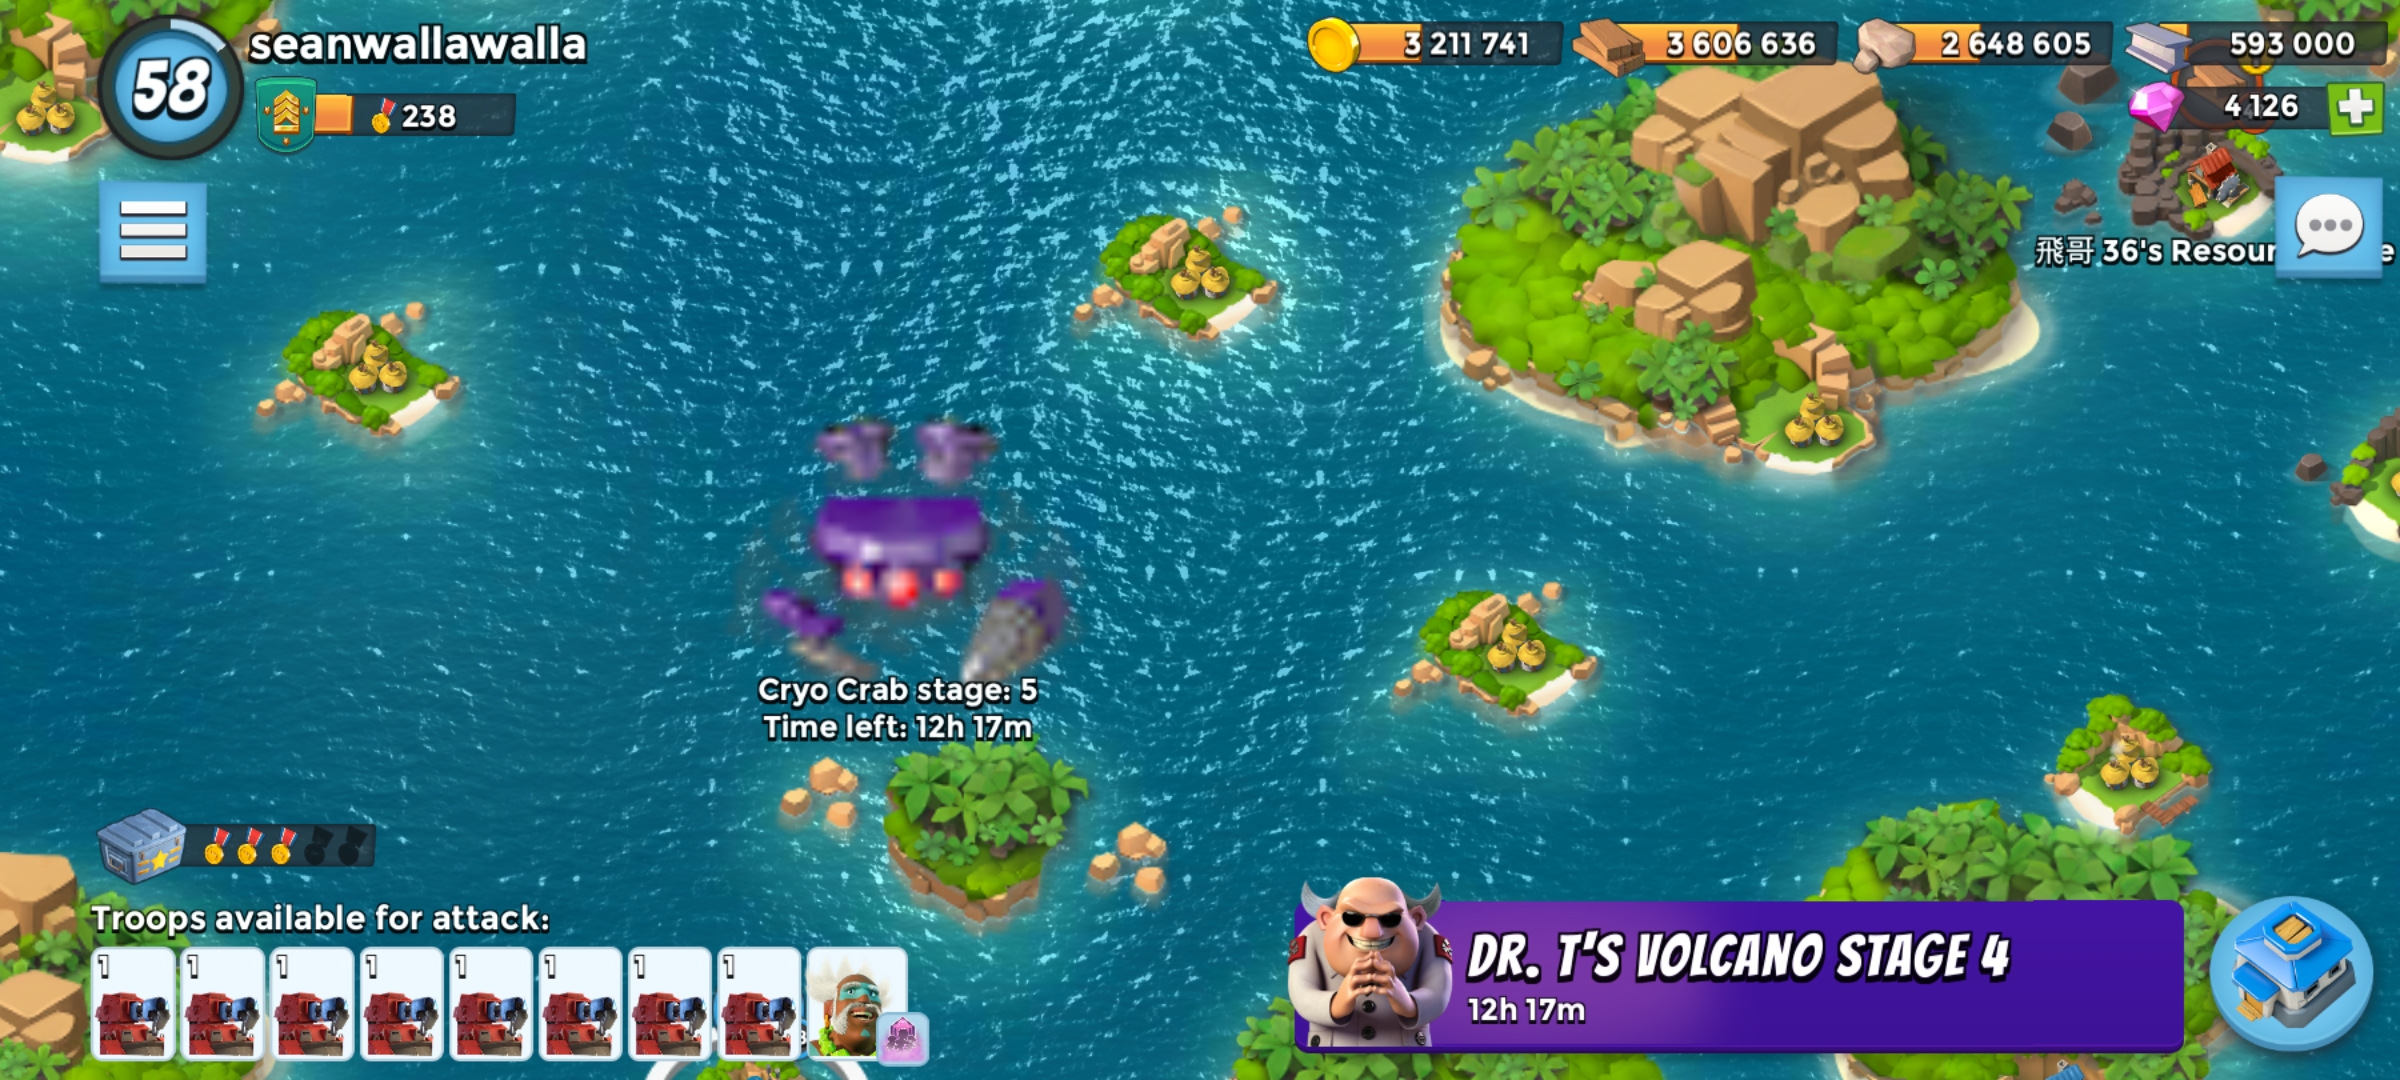 58
seanwallawalla
238
3 211 741
3 606 636
2 648 605
593 000
4 126
飛哥 36's Resour
Cryo Crab stage: 5
Time left: 12h 17m
Troops available for attack:
1 1 1 1 1 1 1 1
DR. T'S VOLCANO STAGE 4
12h 17m